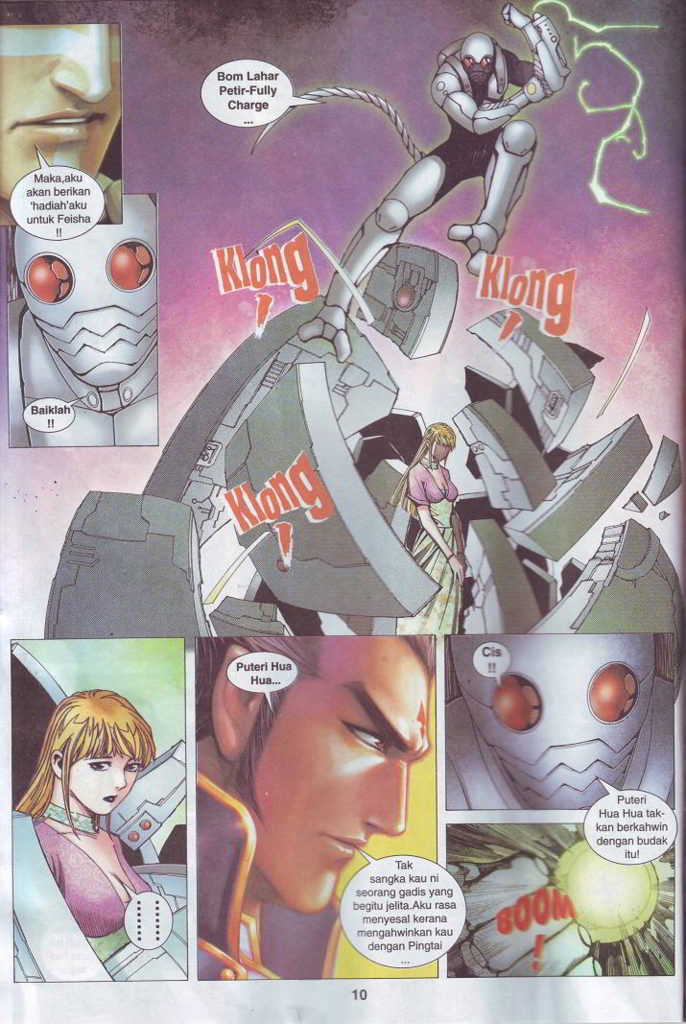 Maka,aku
akan berikan
'hadiah'aku
untuk Feisha
!!
Bom Lahar
Petir-Fully
Charge
...
Baiklah
!!
Klong
!
Klong
!
Klong
!
Puteri Hua
Hua...
Tak
sangka kau ni
seorang gadis yang
begitu jelita.Aku rasa
menyesal kerana
mengahwinkan kau
dengan Pingtai
...
Cis
!!
Puteri
Hua Hua tak-
kan berkahwin
dengan budak
itu!
BOOM
!
10